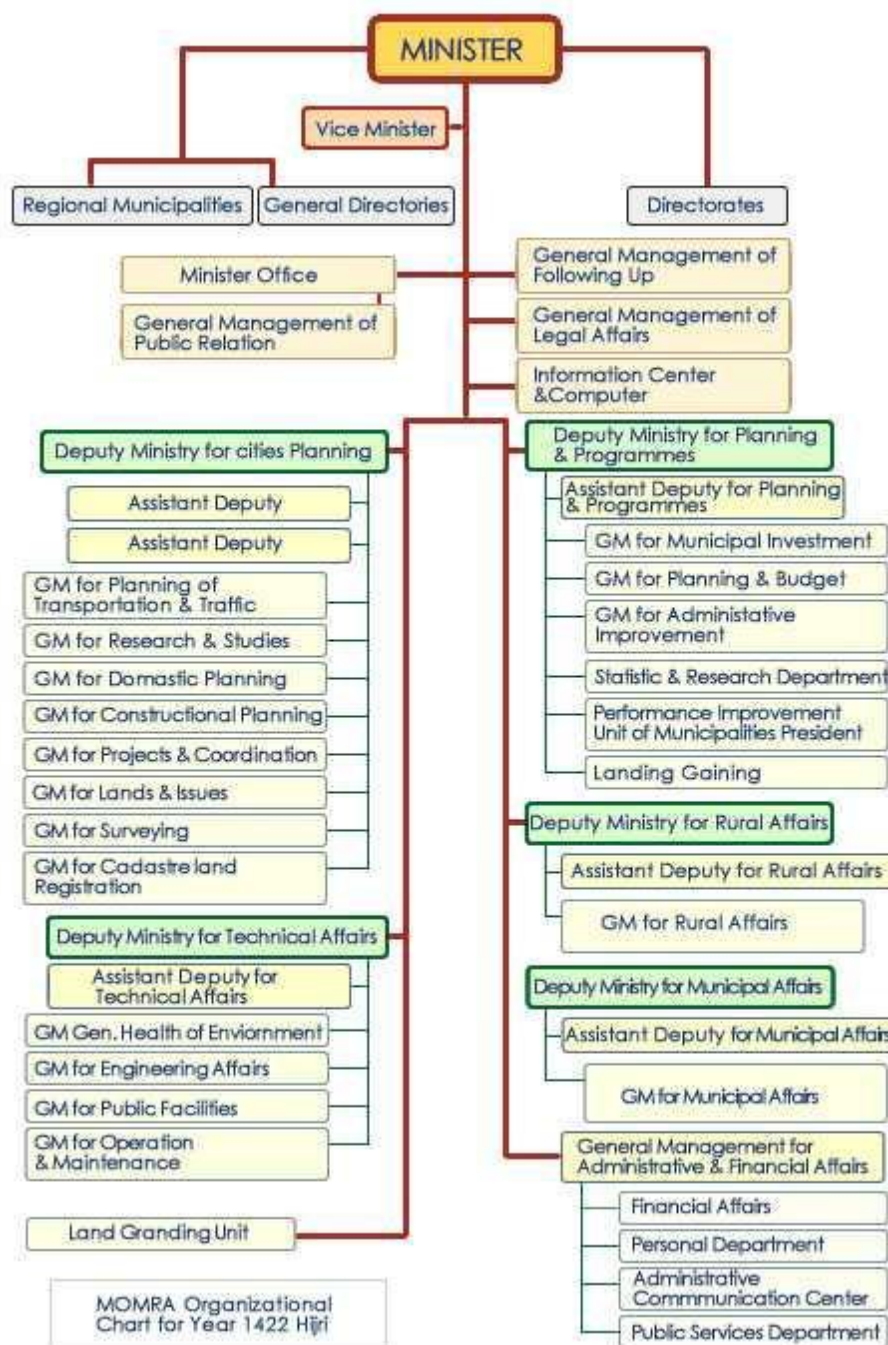 MINISTER
Vice Minister
Regional Municipalities
General Directories
Directorates
Minister Office
General Management of
Public Relation
General Management of
Following Up
General Management of
Legal Affairs
Information Center
&Computer
Deputy Ministry for cities Planning
Assistant Deputy
Assistant Deputy
GM for Planning of
Transportation & Traffic
GM for Research & Studies
GM for Domastic Planning
GM for Constructional Planning
GM for Projects & Coordination
GM for Lands & Issues
GM for Surveying
GM for Cadastre land
Registration
Deputy Ministry for Technical Affairs
Assistant Deputy for
Technical Affairs
GM Gen. Health of Enviornment
GM for Engineering Affairs
GM for Public Facilities
GM for Operation
& Maintenance
Land Granding Unit
Deputy Ministry for Planning
& Programmes
Assistant Deputy for Planning
& Programmes
GM for Municipal Investment
GM for Planning & Budget
GM for Administative
Improvement
Statistic & Research Department
Performance Improvement
Unit of Municipalities President
Landing Gaining
Deputy Ministry for Rural Affairs
Assistant Deputy for Rural Affairs
GM for Rural Affairs
Deputy Ministry for Municipal Affairs
Assistant Deputy for Municipal Affairs
GM for Municipal Affairs
General Management for
Administrative & Financial Affairs
Financial Affairs
Personal Department
Administrative
Commmunication Center
Public Services Department
MOMRA Organizational
Chart for Year 1422 Hijri